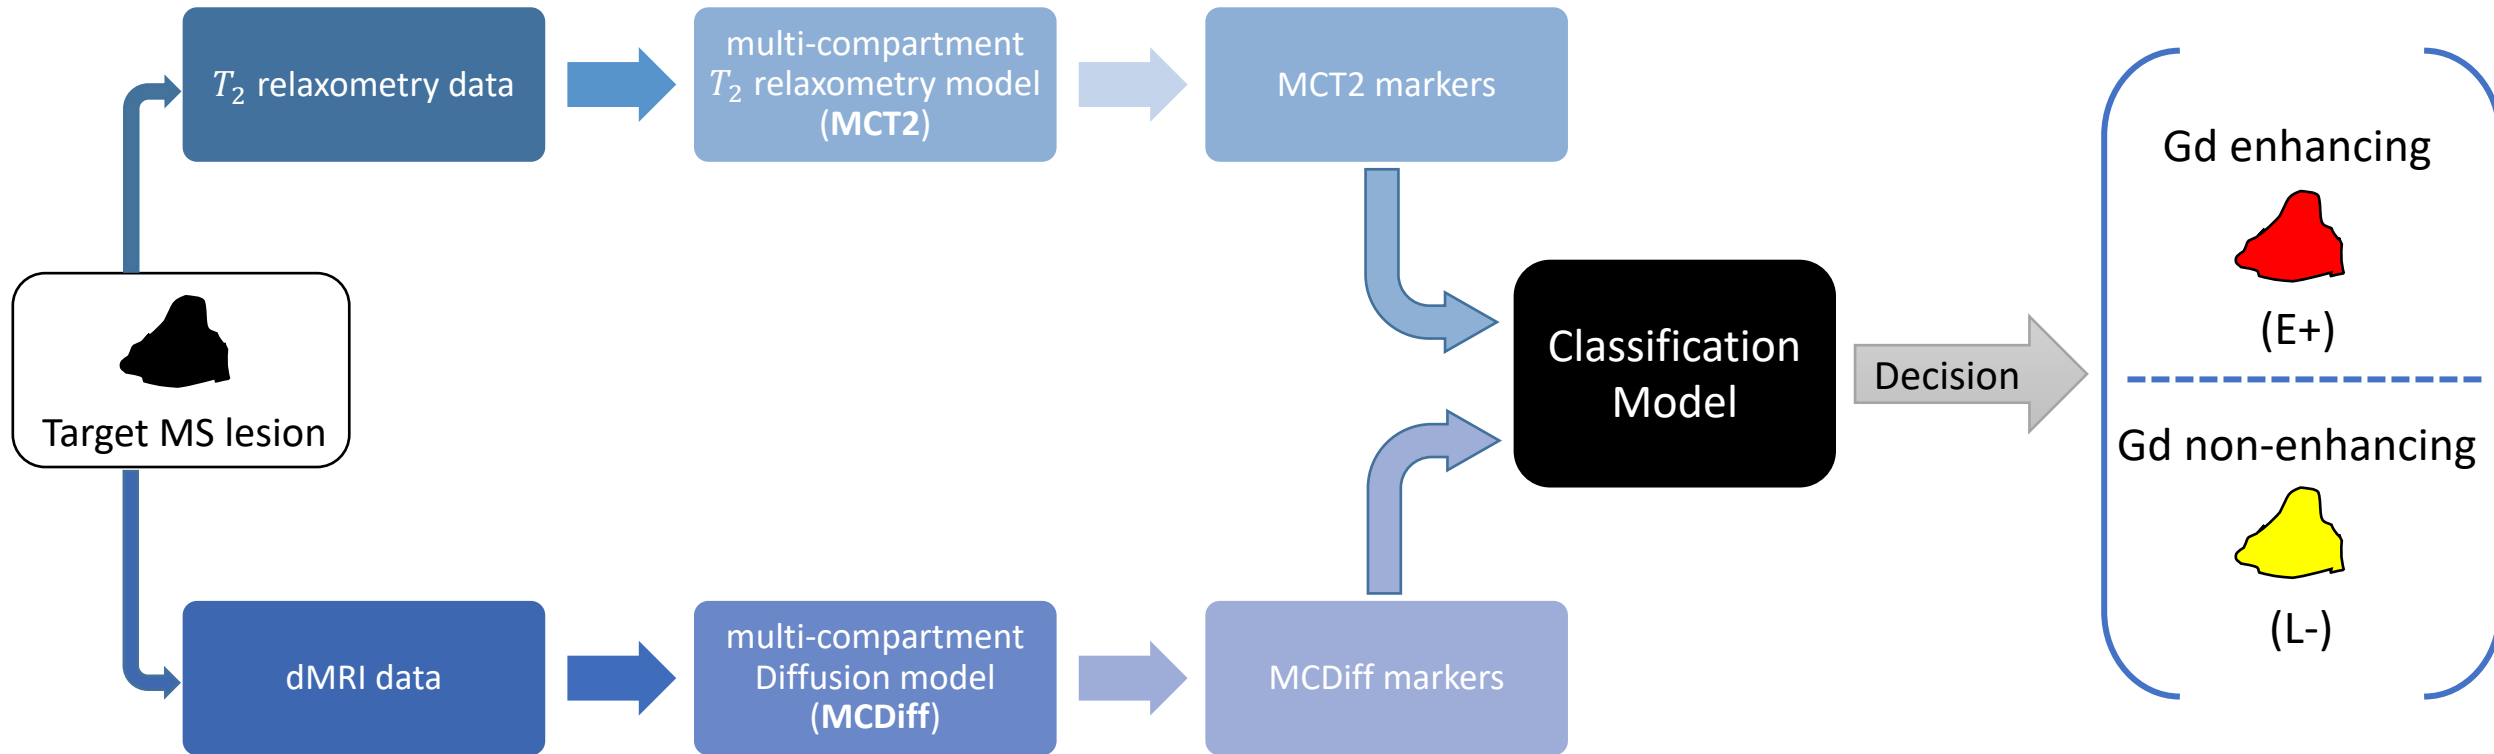 T₂ relaxometry data
multi-compartment
T₂ relaxometry model
(MCT2)
MCT2 markers
Target MS lesion
dMRI data
multi-compartment
Diffusion model
(MCDiff)
MCDiff markers
Classification
Model
Decision
Gd enhancing
(E+)
Gd non-enhancing
(L-)